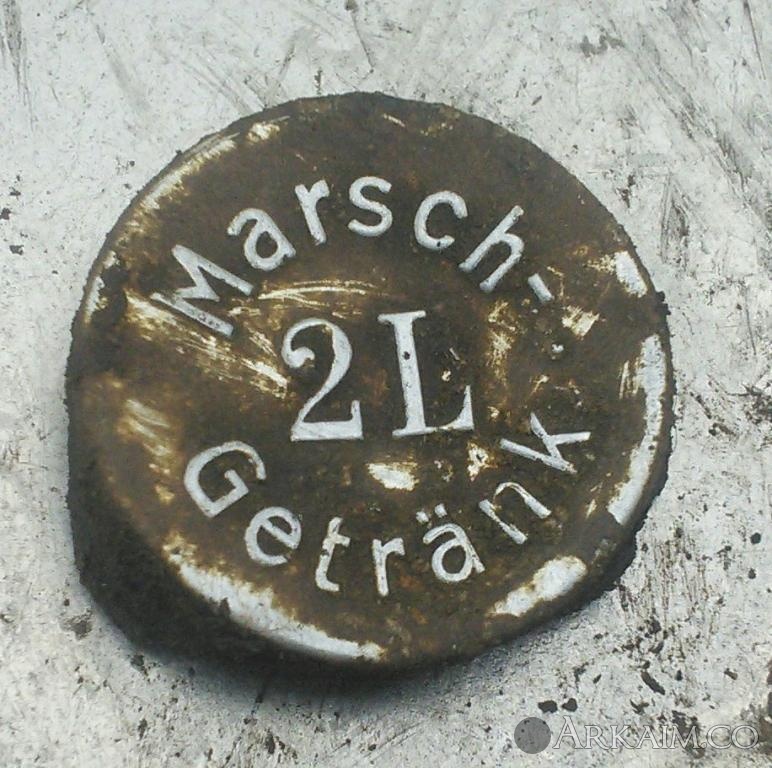 Marsch-
2L
Getränk
ARKAIM.CO